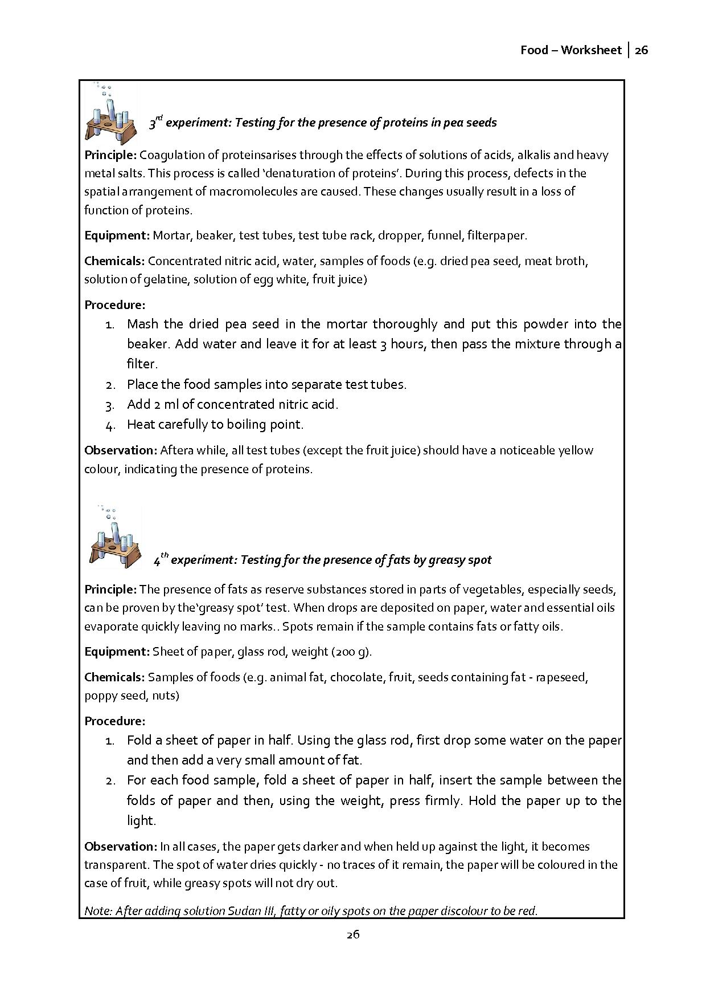 Food – Worksheet | 26
3rd experiment: Testing for the presence of proteins in pea seeds
Principle: Coagulation of proteinsarises through the effects of solutions of acids, alkalis and heavy
metal salts. This process is called ‘denaturation of proteins’. During this process, defects in the
spatial arrangement of macromolecules are caused. These changes usually result in a loss of
function of proteins.
Equipment: Mortar, beaker, test tubes, test tube rack, dropper, funnel, filterpaper.
Chemicals: Concentrated nitric acid, water, samples of foods (e.g. dried pea seed, meat broth,
solution of gelatine, solution of egg white, fruit juice)
Procedure:
1. Mash the dried pea seed in the mortar thoroughly and put this powder into the
beaker. Add water and leave it for at least 3 hours, then pass the mixture through a
filter.
2. Place the food samples into separate test tubes.
3. Add 2 ml of concentrated nitric acid.
4. Heat carefully to boiling point.
Observation: Aftera while, all test tubes (except the fruit juice) should have a noticeable yellow
colour, indicating the presence of proteins.
4th experiment: Testing for the presence of fats by greasy spot
Principle: The presence of fats as reserve substances stored in parts of vegetables, especially seeds,
can be proven by the‘greasy spot’ test. When drops are deposited on paper, water and essential oils
evaporate quickly leaving no marks.. Spots remain if the sample contains fats or fatty oils.
Equipment: Sheet of paper, glass rod, weight (200 g).
Chemicals: Samples of foods (e.g. animal fat, chocolate, fruit, seeds containing fat - rapeseed,
poppy seed, nuts)
Procedure:
1. Fold a sheet of paper in half. Using the glass rod, first drop some water on the paper
and then add a very small amount of fat.
2. For each food sample, fold a sheet of paper in half, insert the sample between the
folds of paper and then, using the weight, press firmly. Hold the paper up to the
light.
Observation: In all cases, the paper gets darker and when held up against the light, it becomes
transparent. The spot of water dries quickly - no traces of it remain, the paper will be coloured in the
case of fruit, while greasy spots will not dry out.
Note: After adding solution Sudan III, fatty or oily spots on the paper discolour to be red.
26